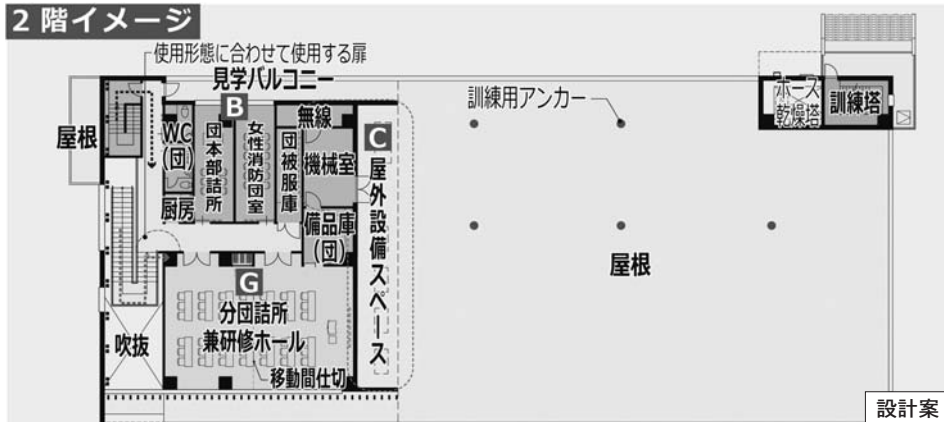 2階イメージ
使用形態に合わせて使用する扉
見学バルコニー
屋根
WC
(団)
厨房
B
団本部詰所
女性消防団室
団被服庫
無線
機械室
備品庫
(団)
C
屋外設備スペース
訓練用アンカー
ホース
乾燥塔
訓練塔
屋根
G
分団詰所
兼研修ホール
移動間仕切
吹抜
設計案